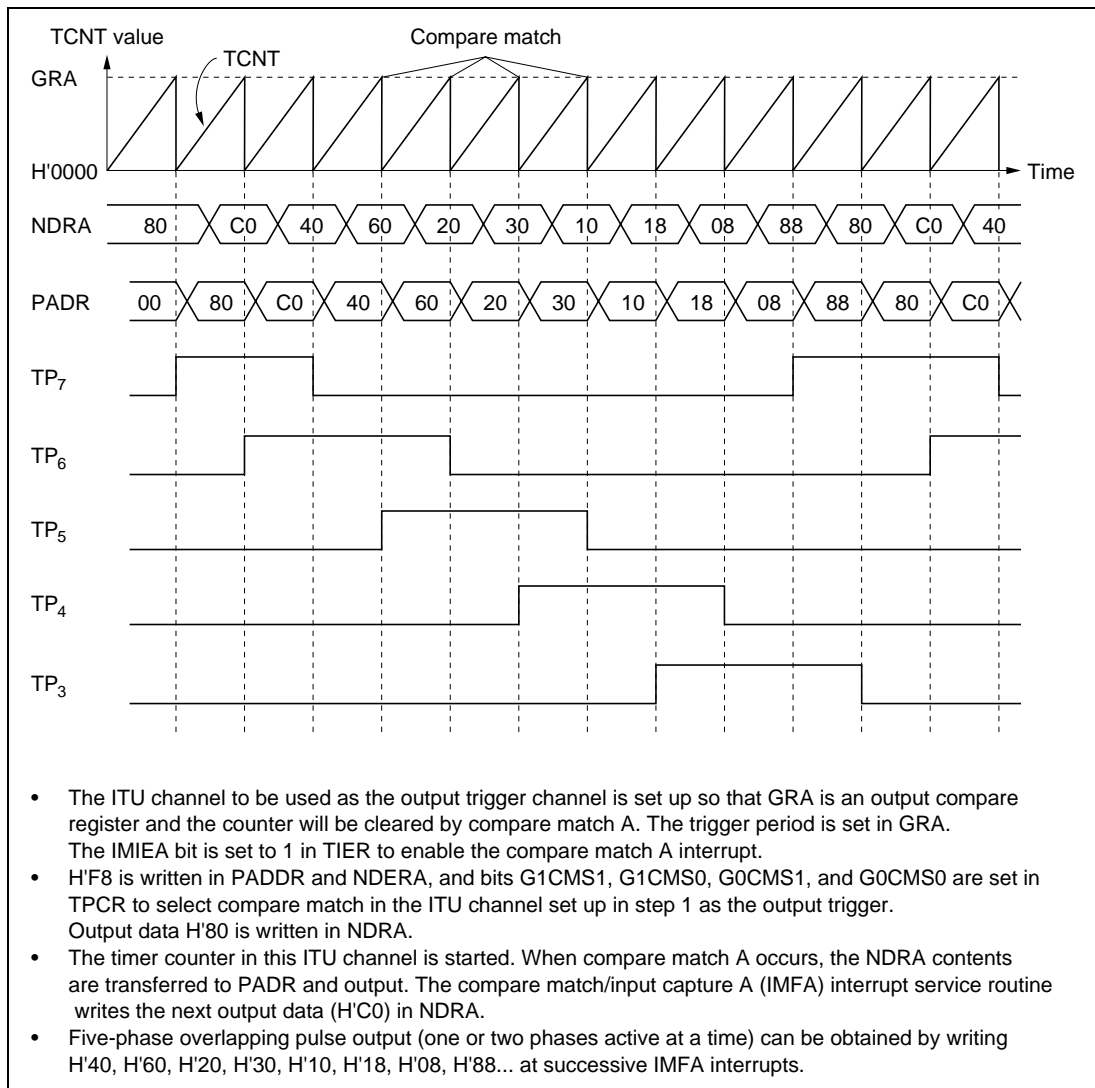 TCNT value
Compare match
TCNT
GRA
H'0000
Time
NDRA 80 C0 40 60 20 30 10 18 08 88 80 C0 40
PADR 00 80 C0 40 60 20 30 10 18 08 88 80 C0
TP7
TP6
TP5
TP4
TP3
• The ITU channel to be used as the output trigger channel is set up so that GRA is an output compare
register and the counter will be cleared by compare match A. The trigger period is set in GRA.
The IMIEA bit is set to 1 in TIER to enable the compare match A interrupt.
• H'F8 is written in PADDR and NDERA, and bits G1CMS1, G1CMS0, G0CMS1, and G0CMS0 are set in
TPCR to select compare match in the ITU channel set up in step 1 as the output trigger.
Output data H'80 is written in NDRA.
• The timer counter in this ITU channel is started. When compare match A occurs, the NDRA contents
are transferred to PADR and output. The compare match/input capture A (IMFA) interrupt service routine
writes the next output data (H'C0) in NDRA.
• Five-phase overlapping pulse output (one or two phases active at a time) can be obtained by writing
H'40, H'60, H'20, H'30, H'10, H'18, H'08, H'88... at successive IMFA interrupts.